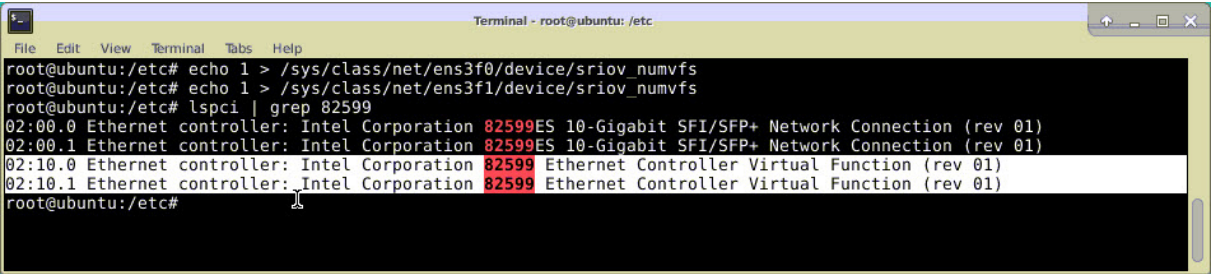 Terminal - root@ubuntu: /etc
File Edit View Terminal Tabs Help
root@ubuntu:/etc# echo 1 > /sys/class/net/ens3f0/device/sriov_numvfs
root@ubuntu:/etc# echo 1 > /sys/class/net/ens3f1/device/sriov_numvfs
root@ubuntu:/etc# lspci | grep 82599
02:00.0 Ethernet controller: Intel Corporation 82599ES 10-Gigabit SFI/SFP+ Network Connection (rev 01)
02:00.1 Ethernet controller: Intel Corporation 82599ES 10-Gigabit SFI/SFP+ Network Connection (rev 01)
02:10.0 Ethernet controller: Intel Corporation 82599 Ethernet Controller Virtual Function (rev 01)
02:10.1 Ethernet controller: Intel Corporation 82599 Ethernet Controller Virtual Function (rev 01)
root@ubuntu:/etc#